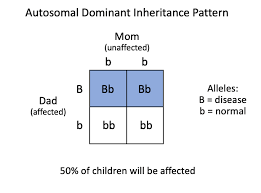 Autosomal Dominant Inheritance Pattern
Mom
(unaffected)
b b
B Bb Bb
Dad
(affected)
b bb bb
Alleles:
B = disease
b = normal
50% of children will be affected